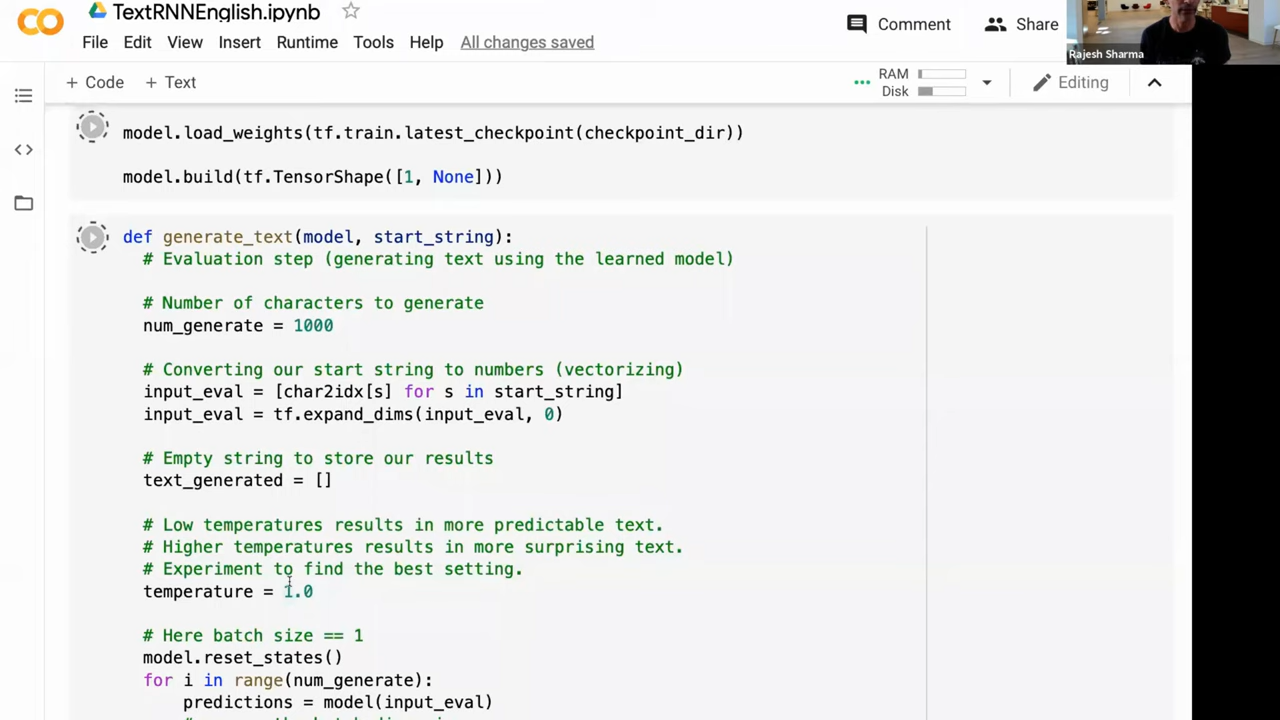 TextRNNEnglish.ipynb
File Edit View Insert Runtime Tools Help All changes saved
Comment Share
Rajesh Sharma
+ Code + Text
RAM
Disk
Editing
model.load_weights(tf.train.latest_checkpoint(checkpoint_dir))
model.build(tf.TensorShape([1, None]))
def generate_text(model, start_string):
# Evaluation step (generating text using the learned model)
# Number of characters to generate
num_generate = 1000
# Converting our start string to numbers (vectorizing)
input_eval = [char2idx[s] for s in start_string]
input_eval = tf.expand_dims(input_eval, 0)
# Empty string to store our results
text_generated = []
# Low temperatures results in more predictable text.
# Higher temperatures results in more surprising text.
# Experiment to find the best setting.
temperature = 1.0
# Here batch size == 1
model.reset_states()
for i in range(num_generate):
predictions = model(input_eval)